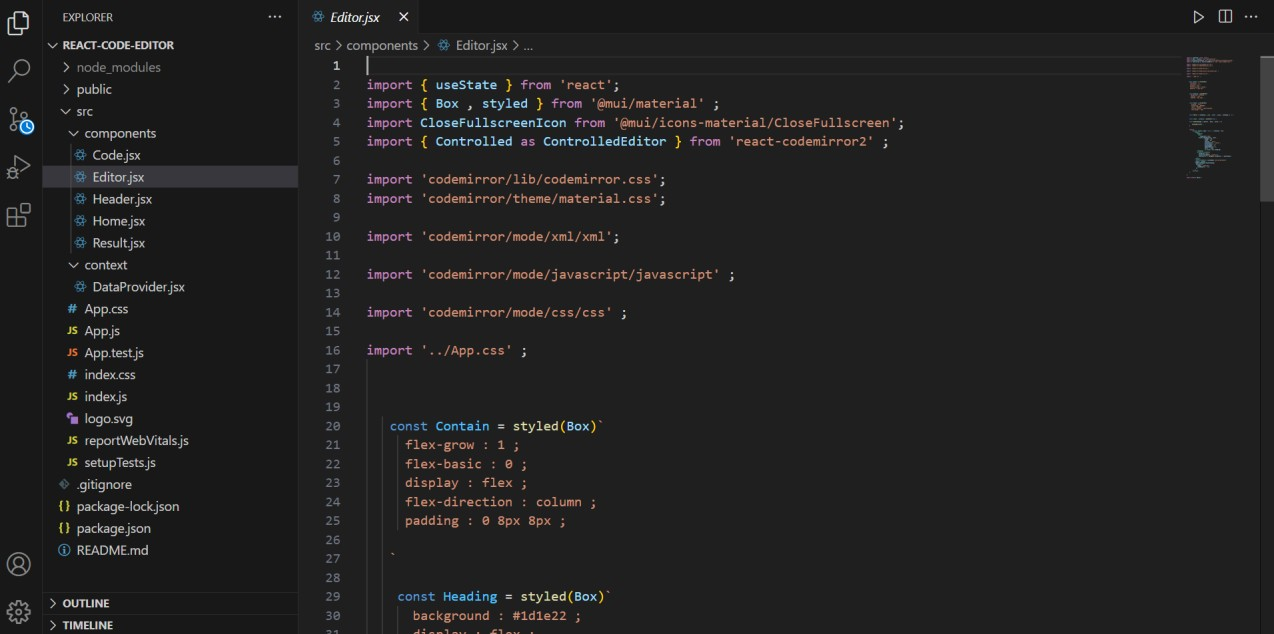 EXPLORER
REACT-CODE-EDITOR
node_modules
public
src
components
Code.jsx
Editor.jsx
Header.jsx
Home.jsx
Result.jsx
context
DataProvider.jsx
# App.css
JS App.js
JS App.test.js
# index.css
JS index.js
logo.svg
JS reportWebVitals.js
JS setupTests.js
.gitignore
{} package-lock.json
{} package.json
README.md
OUTLINE
TIMELINE
Editor.jsx
src > components > Editor.jsx > ...
1
2 import { useState } from 'react';
3 import { Box , styled } from '@mui/material' ;
4 import CloseFullscreenIcon from '@mui/icons-material/CloseFullscreen';
5 import { Controlled as ControlledEditor } from 'react-codemirror2' ;
6
7 import 'codemirror/lib/codemirror.css';
8 import 'codemirror/theme/material.css';
9
10 import 'codemirror/mode/xml/xml';
11
12 import 'codemirror/mode/javascript/javascript' ;
13
14 import 'codemirror/mode/css/css' ;
15
16 import '../App.css' ;
17
18
19
20 const Contain = styled(Box)`
21 flex-grow : 1 ;
22 flex-basic : 0 ;
23 display : flex ;
24 flex-direction : column ;
25 padding : 0 8px 8px ;
26
27 `
28
29 const Heading = styled(Box)`
30 background : #1d1e22 ;
31 display : flex ;